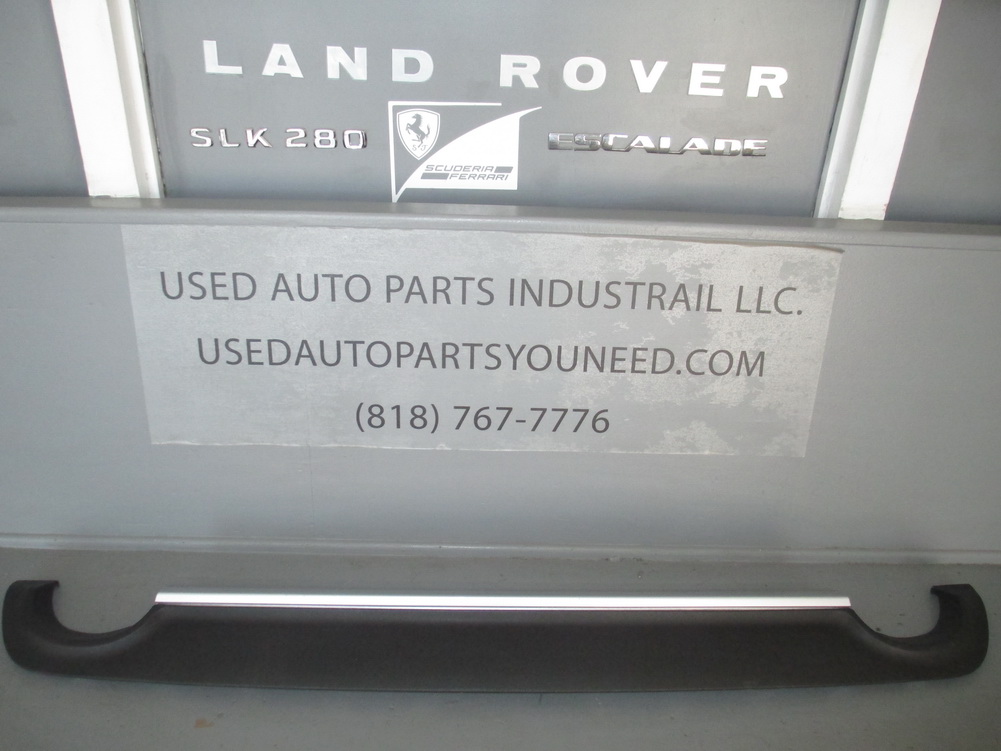 LAND ROVER
SLK 280
ESCALADE
SCUDERIA
FERRARI
USED AUTO PARTS INDUSTRAIL LLC.
USEDAUTOPARTSYOUNEED.COM
(818) 767-7776